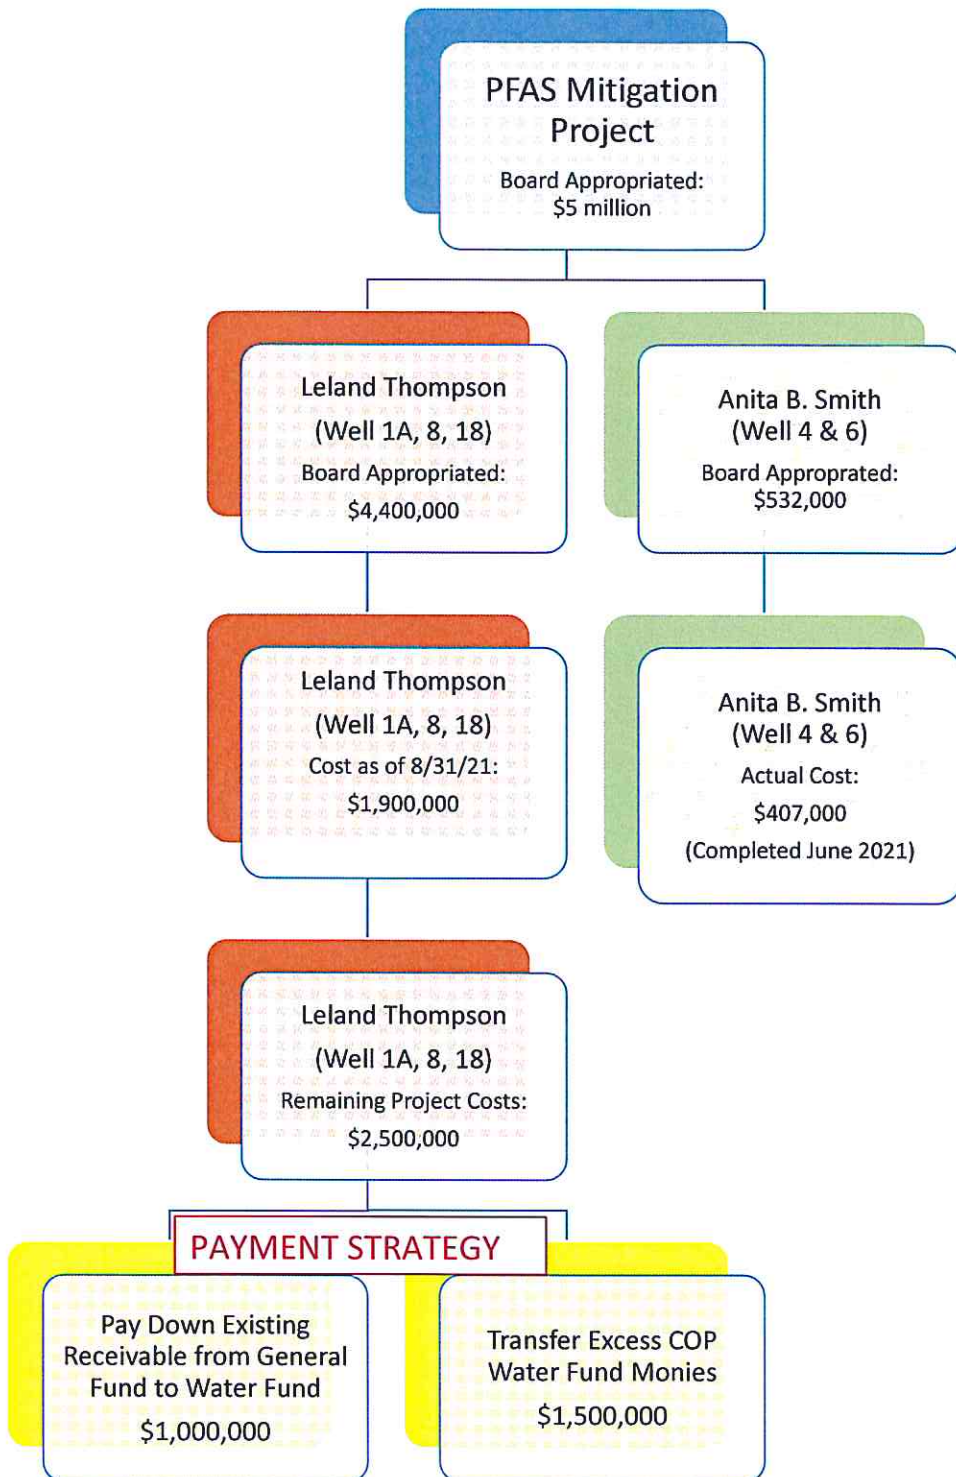 PFAS Mitigation
Project
Board Appropriated:
$5 million
Leland Thompson
(Well 1A, 8, 18)
Board Appropriated:
$4,400,000
Anita B. Smith
(Well 4 & 6)
Board Approprated:
$532,000
Leland Thompson
(Well 1A, 8, 18)
Cost as of 8/31/21:
$1,900,000
Anita B. Smith
(Well 4 & 6)
Actual Cost:
$407,000
(Completed June 2021)
Leland Thompson
(Well 1A, 8, 18)
Remaining Project Costs:
$2,500,000
PAYMENT STRATEGY
Pay Down Existing
Receivable from General
Fund to Water Fund
$1,000,000
Transfer Excess COP
Water Fund Monies
$1,500,000